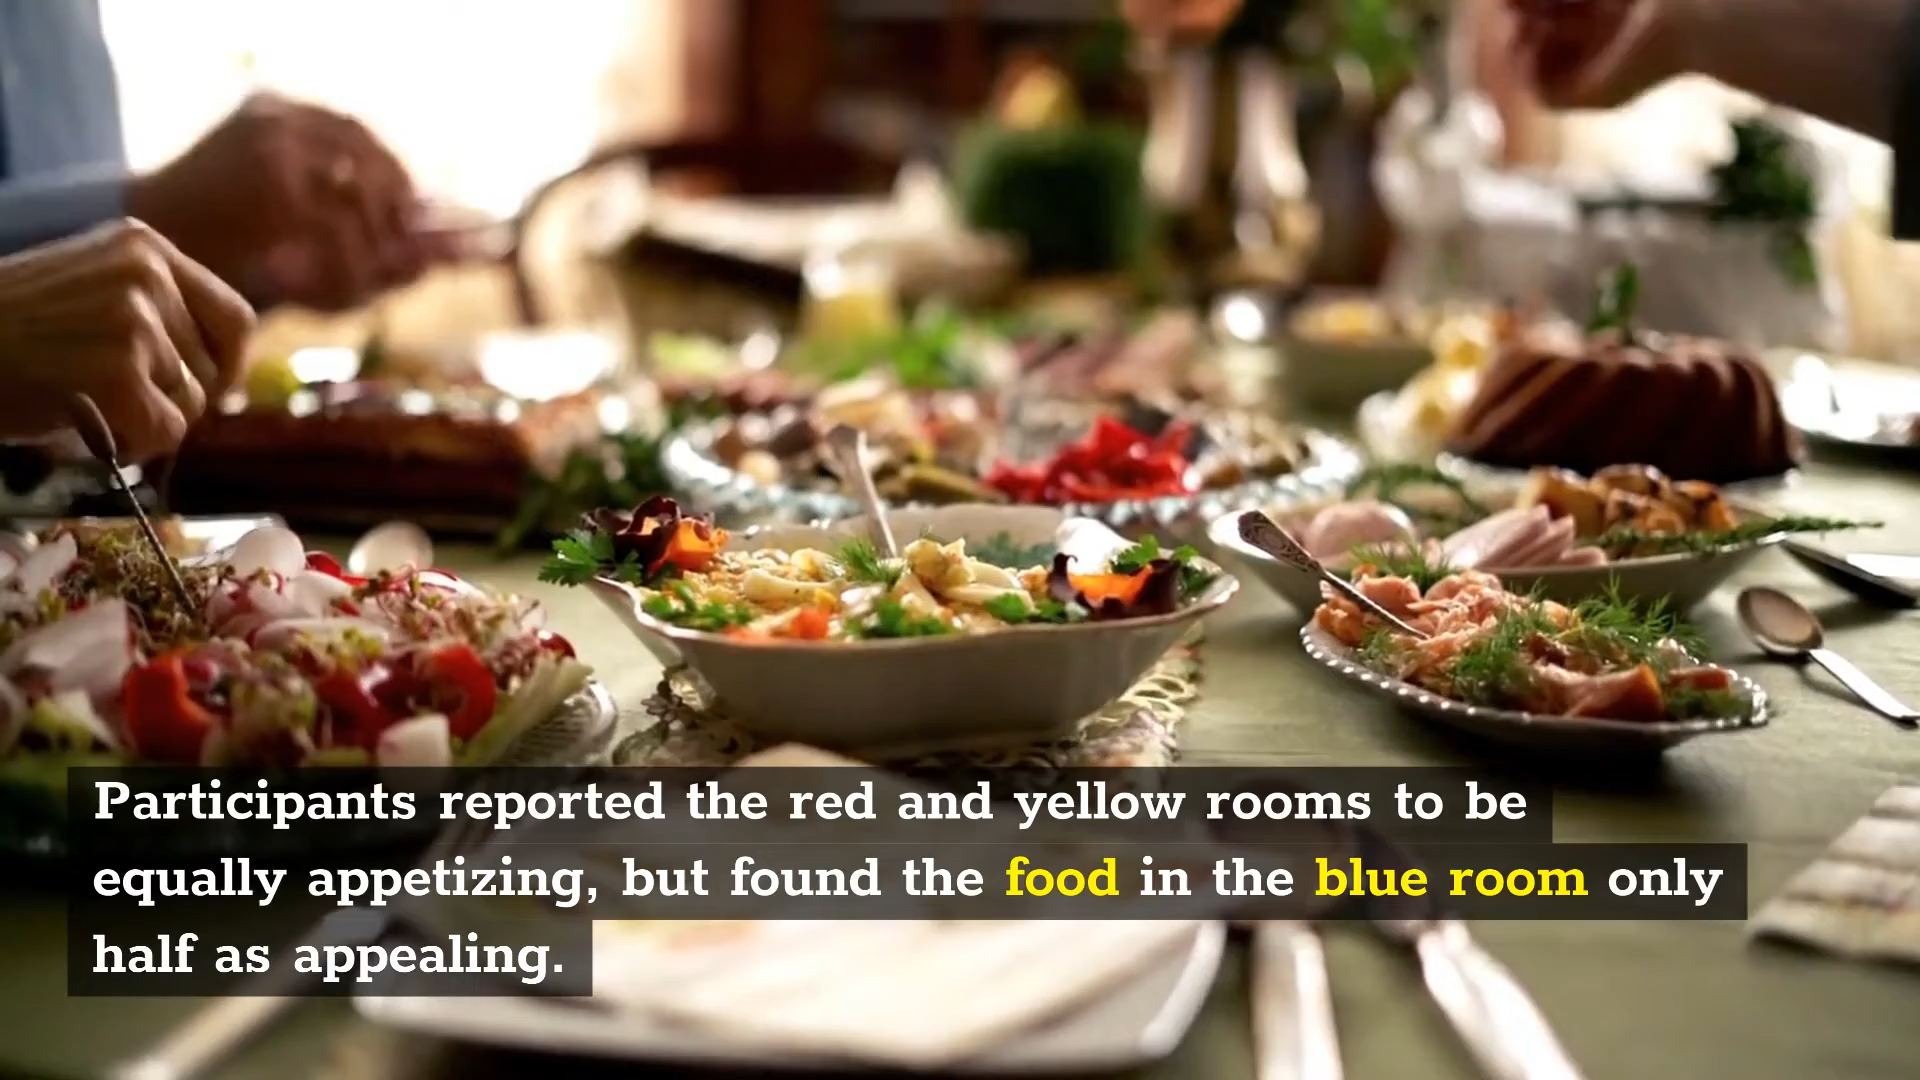 Participants reported the red and yellow rooms to be
equally appetizing, but found the food in the blue room only
half as appealing.